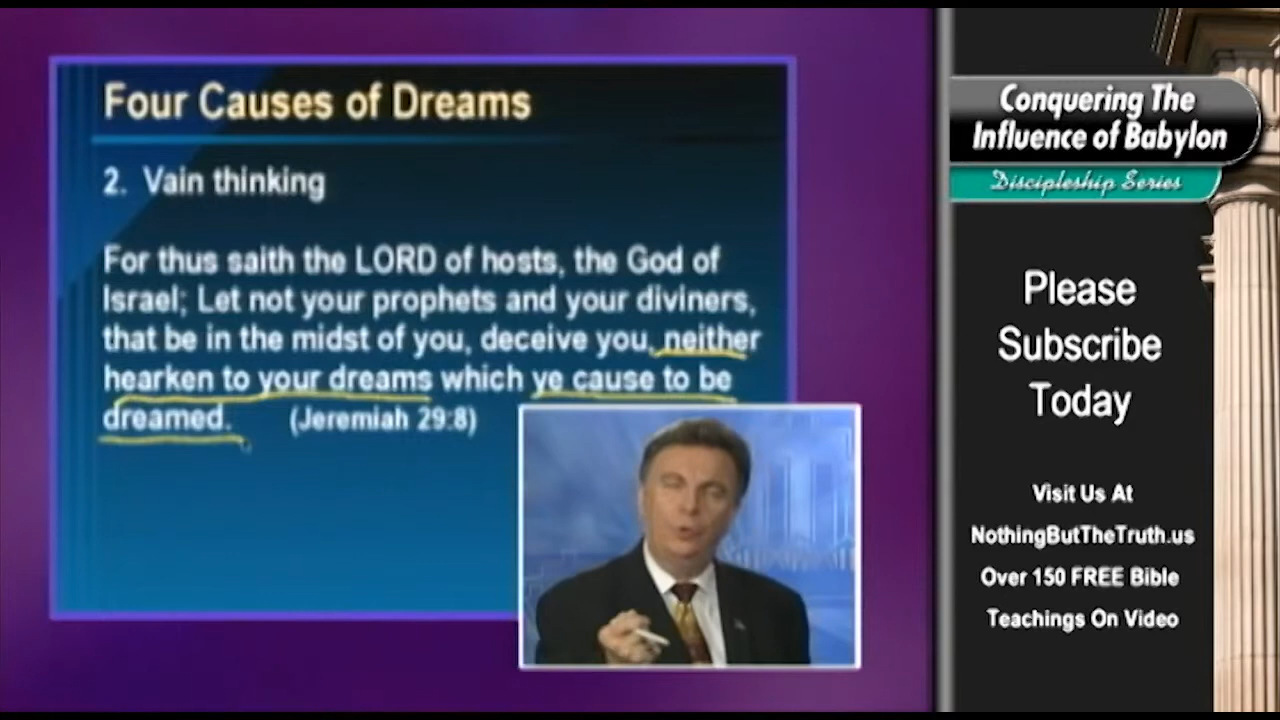 Four Causes of Dreams
2. Vain thinking
For thus saith the LORD of hosts, the God of
Israel; Let not your prophets and your diviners,
that be in the midst of you, deceive you, neither
hearken to your dreams which ye cause to be
dreamed. (Jeremiah 29:8)
Conquering The
Influence of Babylon
Discipleship Series
Please
Subscribe
Today
Visit Us At
NothingButTheTruth.us
Over 150 FREE Bible
Teachings On Video